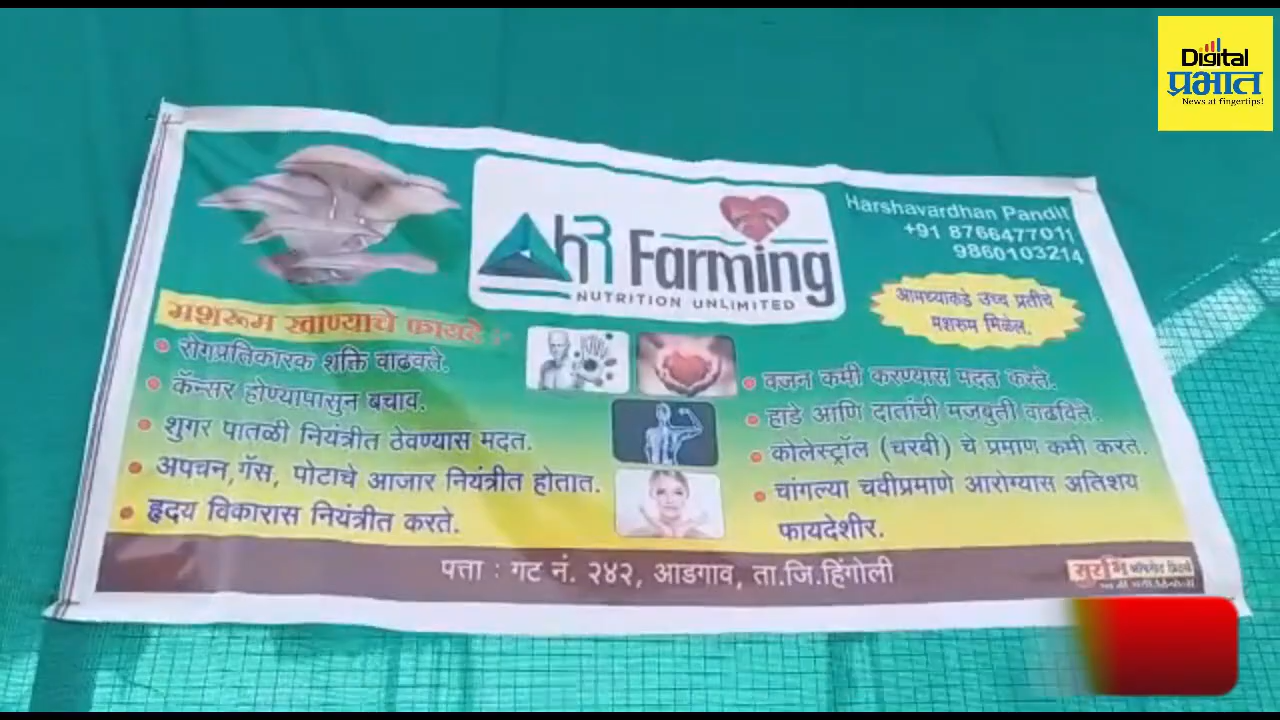 Digital
प्रभात
News at fingertips!
AhR Farming
NUTRITION UNLIMITED
Harshavardhan Pandit
+91 8766477011
9860103214
आमच्याकडे उच्च प्रतीचे
मशरूम मिळेल.
मशरूम खाण्याचे फायदे :-
रोगप्रतिकारक शक्ति वाढवते.
कॅन्सर होण्यापासुन बचाव.
शुगर पातळी नियंत्रीत ठेवण्यास मदत.
अपचन,गॅस, पोटाचे आजार नियंत्रीत होतात.
हृदय विकारास नियंत्रीत करते.
वजन कमी करण्यास मदत करते.
हाडे आणि दातांची मजबुती वाढविते.
कोलेस्ट्रॉल (चरबी) चे प्रमाण कमी करत.
चांगल्या चवीप्रमाणे आरोग्यास अतिशय
फायदेशीर.
पत्ता : गट नं. २४२, आडगाव, ता.जि.हिंगोली